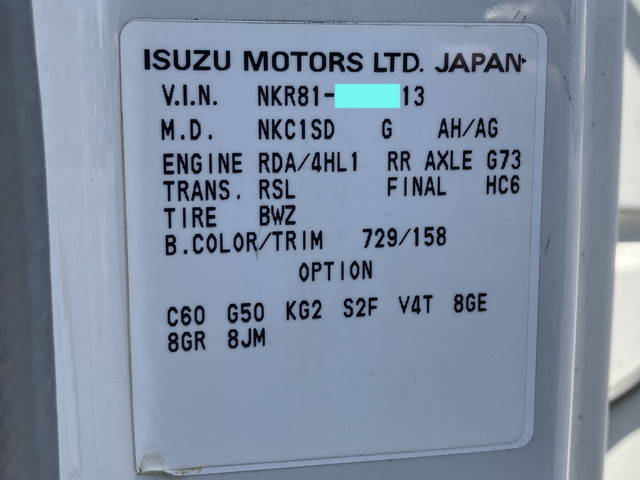 ISUZU MOTORS LTD. JAPAN
V.I.N. NKR81- 13
M.D. NKC1SD G AH/AG
ENGINE RDA/4HL1 RR AXLE G73
TRANS. RSL FINAL HC6
TIRE BWZ
B.COLOR/TRIM 729/158
OPTION
C60 G50 KG2 S2F V4T 8GE
8GR 8JM